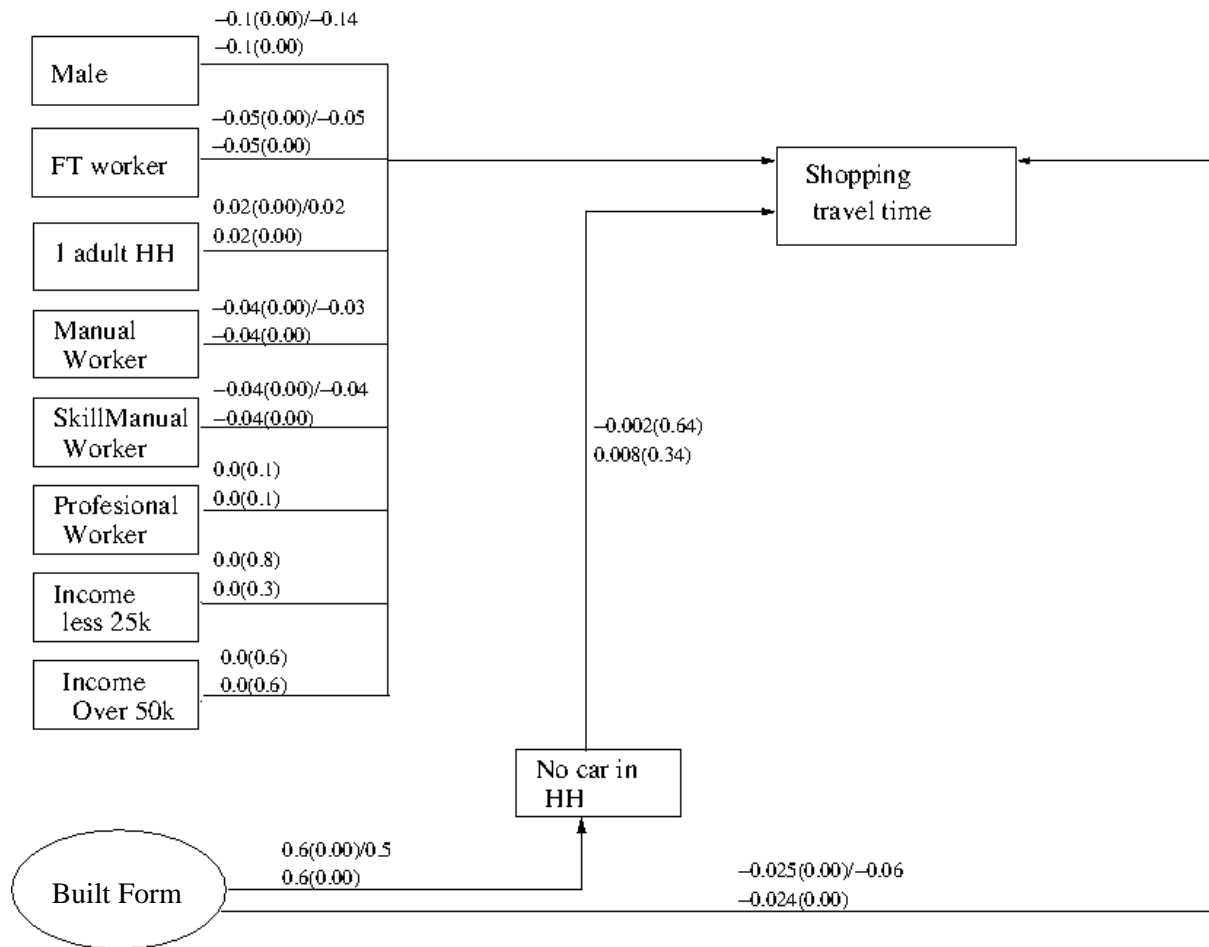 −0.1(0.00)/−0.14
−0.1(0.00)
Male
−0.05(0.00)/−0.05
−0.05(0.00)
FT worker
0.02(0.00)/0.02
0.02(0.00)
1 adult HH
−0.04(0.00)/−0.03
−0.04(0.00)
Manual
Worker
−0.04(0.00)/−0.04
−0.04(0.00)
SkillManual
Worker
0.0(0.1)
0.0(0.1)
Profesional
Worker
0.0(0.8)
0.0(0.3)
Income
less 25k
0.0(0.6)
0.0(0.6)
Income
Over 50k
Shopping
travel time
−0.002(0.64)
0.008(0.34)
No car in
HH
0.6(0.00)/0.5
0.6(0.00)
Built Form
−0.025(0.00)/−0.06
−0.024(0.00)